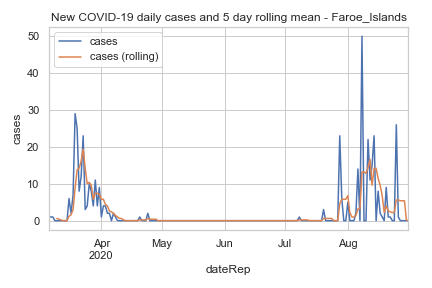 New COVID-19 daily cases and 5 day rolling mean - Faroe_Islands
cases
cases (rolling)
cases
50
40
30
20
10
0
Apr
2020
May
Jun
Jul
Aug
dateRep